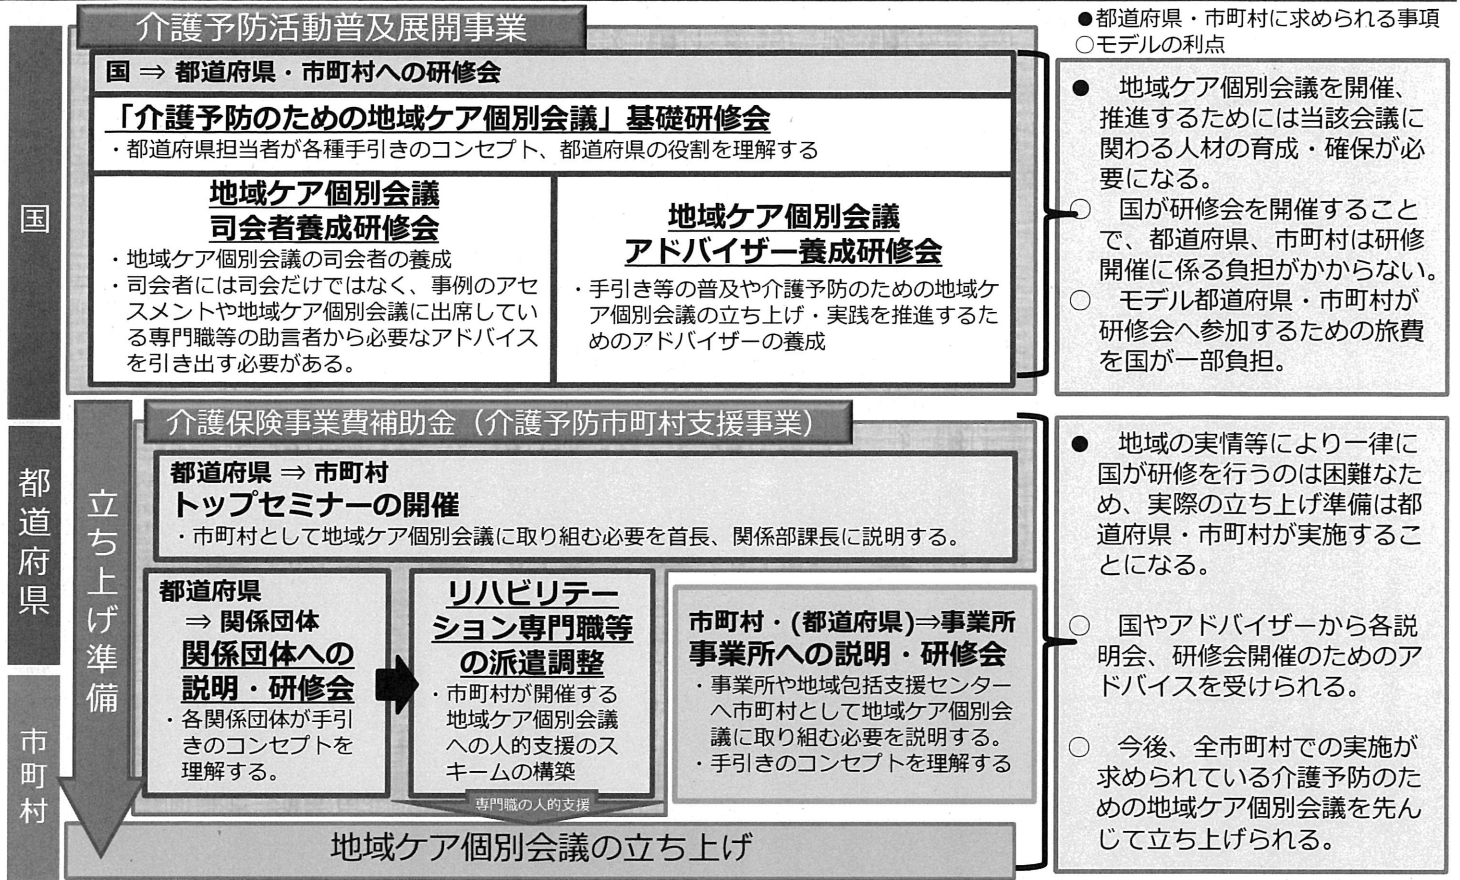 介護予防活動普及展開事業
●都道府県・市町村に求められる事項
○モデルの利点
国
国 ⇒ 都道府県・市町村への研修会
「介護予防のための地域ケア個別会議」基礎研修会
・都道府県担当者が各種手引きのコンセプト、都道府県の役割を理解する
地域ケア個別会議
司会者養成研修会
・地域ケア個別会議の司会者の養成
・司会者には司会だけではなく、事例のアセ
スメントや地域ケア個別会議に出席してい
る専門職等の助言者から必要なアドバイス
を引き出す必要がある。
地域ケア個別会議
アドバイザー養成研修会
・手引き等の普及や介護予防のための地域ケ
ア個別会議の立ち上げ・実践を推進するた
めのアドバイザーの養成
● 地域ケア個別会議を開催、
推進するためには当該会議に
関わる人材の育成・確保が必
要になる。
○ 国が研修会を開催すること
で、都道府県、市町村は研修
開催に係る負担がかからない。
○ モデル都道府県・市町村が
研修会へ参加するための旅費
を国が一部負担。
都道府県
市町村
立ち上げ準備
介護保険事業費補助金（介護予防市町村支援事業）
都道府県 ⇒ 市町村
トップセミナーの開催
・市町村として地域ケア個別会議に取り組む必要を首長、関係部課長に説明する。
都道府県
⇒ 関係団体
関係団体への
説明・研修会
・各関係団体が手引
きのコンセプトを
理解する。
リハビリテー
ション専門職等
の派遣調整
・市町村が開催する
地域ケア個別会議
への人的支援のス
キームの構築
専門職の人的支援
市町村・(都道府県)⇒事業所
事業所への説明・研修会
・事業所や地域包括支援センター
へ市町村として地域ケア個別会
議に取り組む必要を説明する。
・手引きのコンセプトを理解する
地域ケア個別会議の立ち上げ
● 地域の実情等により一律に
国が研修を行うのは困難なた
め、実際の立ち上げ準備は都
道府県・市町村が実施するこ
とになる。
○ 国やアドバイザーから各説
明会、研修会開催のためのア
ドバイスを受けられる。
○ 今後、全市町村での実施が
求められている介護予防のた
めの地域ケア個別会議を先ん
じて立ち上げられる。